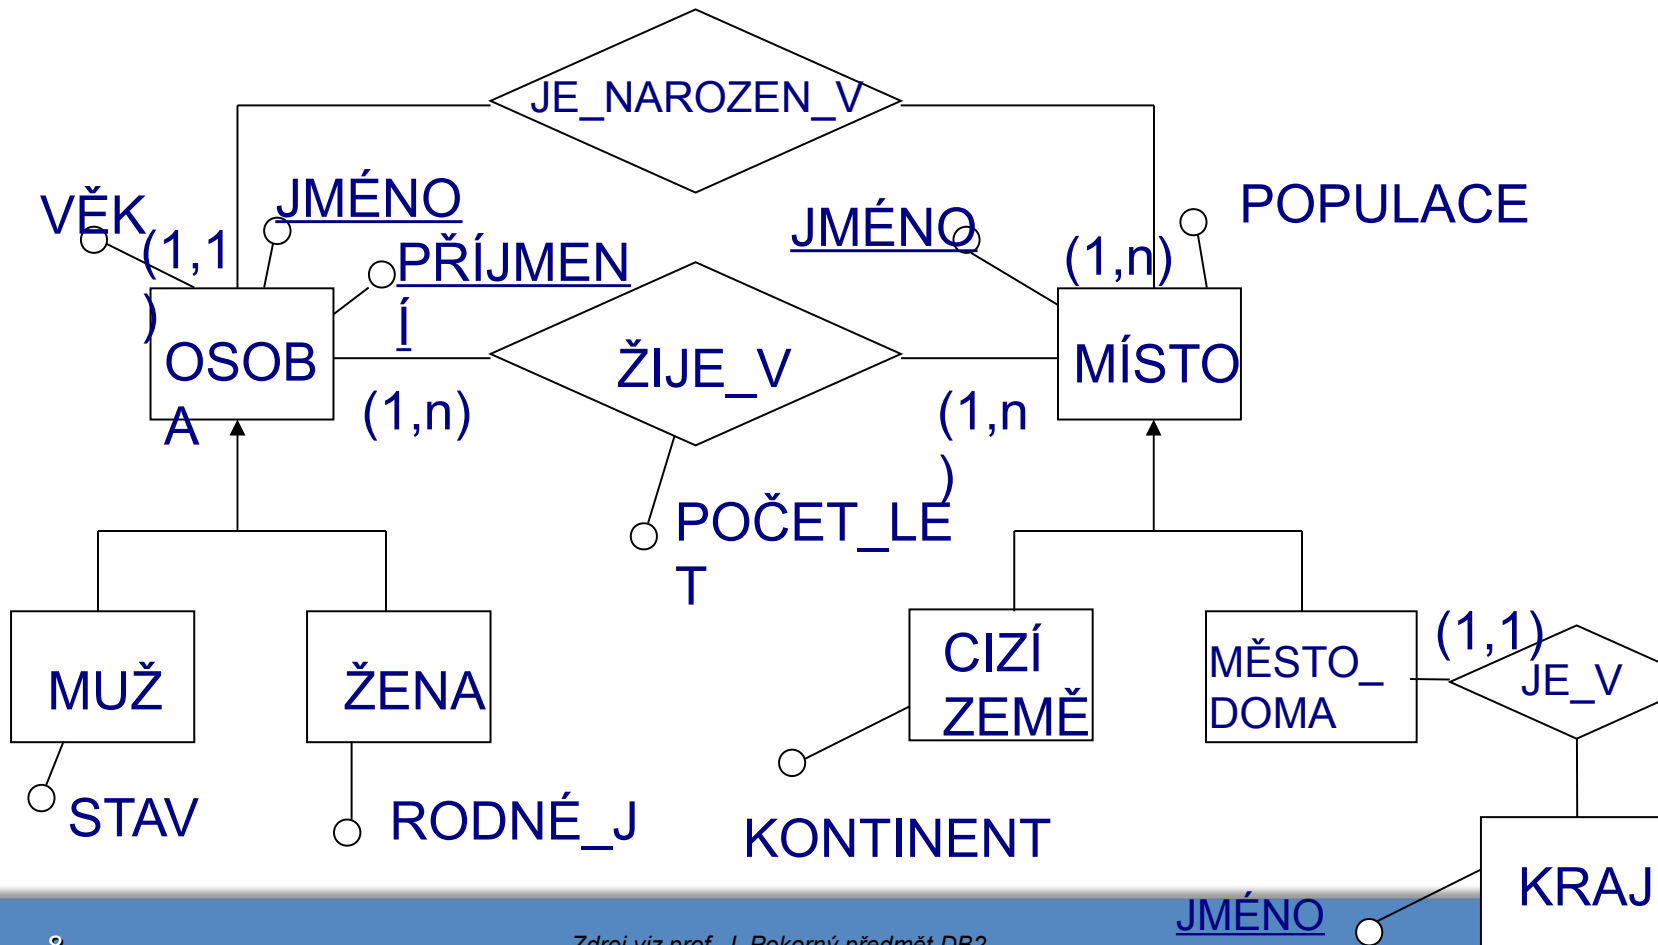 JE_NAROZEN_V
VĚK
JMÉNO
PŘÍJMEN
Í
(1,1
)
JMÉNO
(1,n)
POPULACE
OSOB
A
(1,n)
ŽIJE_V
(1,n
)
MÍSTO
POČET_LE
T
MUŽ
ŽENA
CIZÍ
ZEMĚ
MĚSTO_
DOMA
(1,1)
JE_V
STAV
RODNÉ_J
KONTINENT
KRAJ
JMÉNO
Zdroj viz prof. J. Pokorný předmět DB2